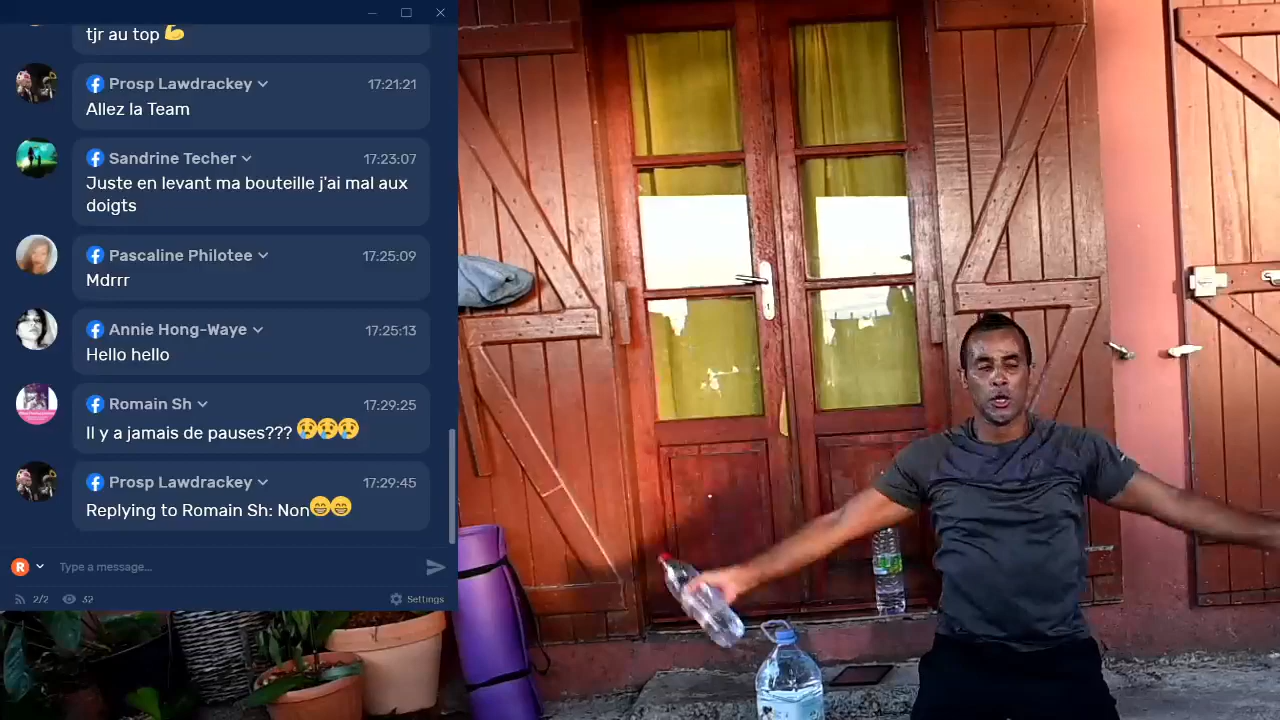 tjr au top 💪
Prosp Lawdrackey
17:21:21
Allez la Team
Sandrine Techer
17:23:07
Juste en levant ma bouteille j'ai mal aux
doigts
Pascaline Philotee
17:25:09
Mdrrr
Annie Hong-Waye
17:25:13
Hello hello
Romain Sh
17:29:25
Il y a jamais de pauses??? 😢😢😢
Prosp Lawdrackey
17:29:45
Replying to Romain Sh: Non😁😁
R
Type a message...
2/2
32
Settings